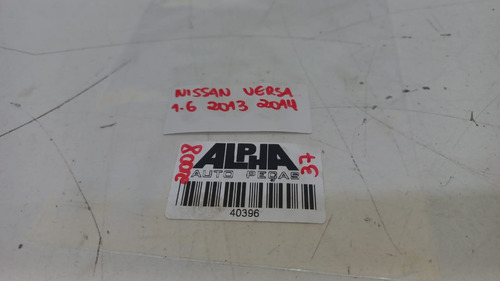 NISSAN VERSA
1.6 2013 2014
2008
ALPHA
AUTO PEÇAS
37
40396